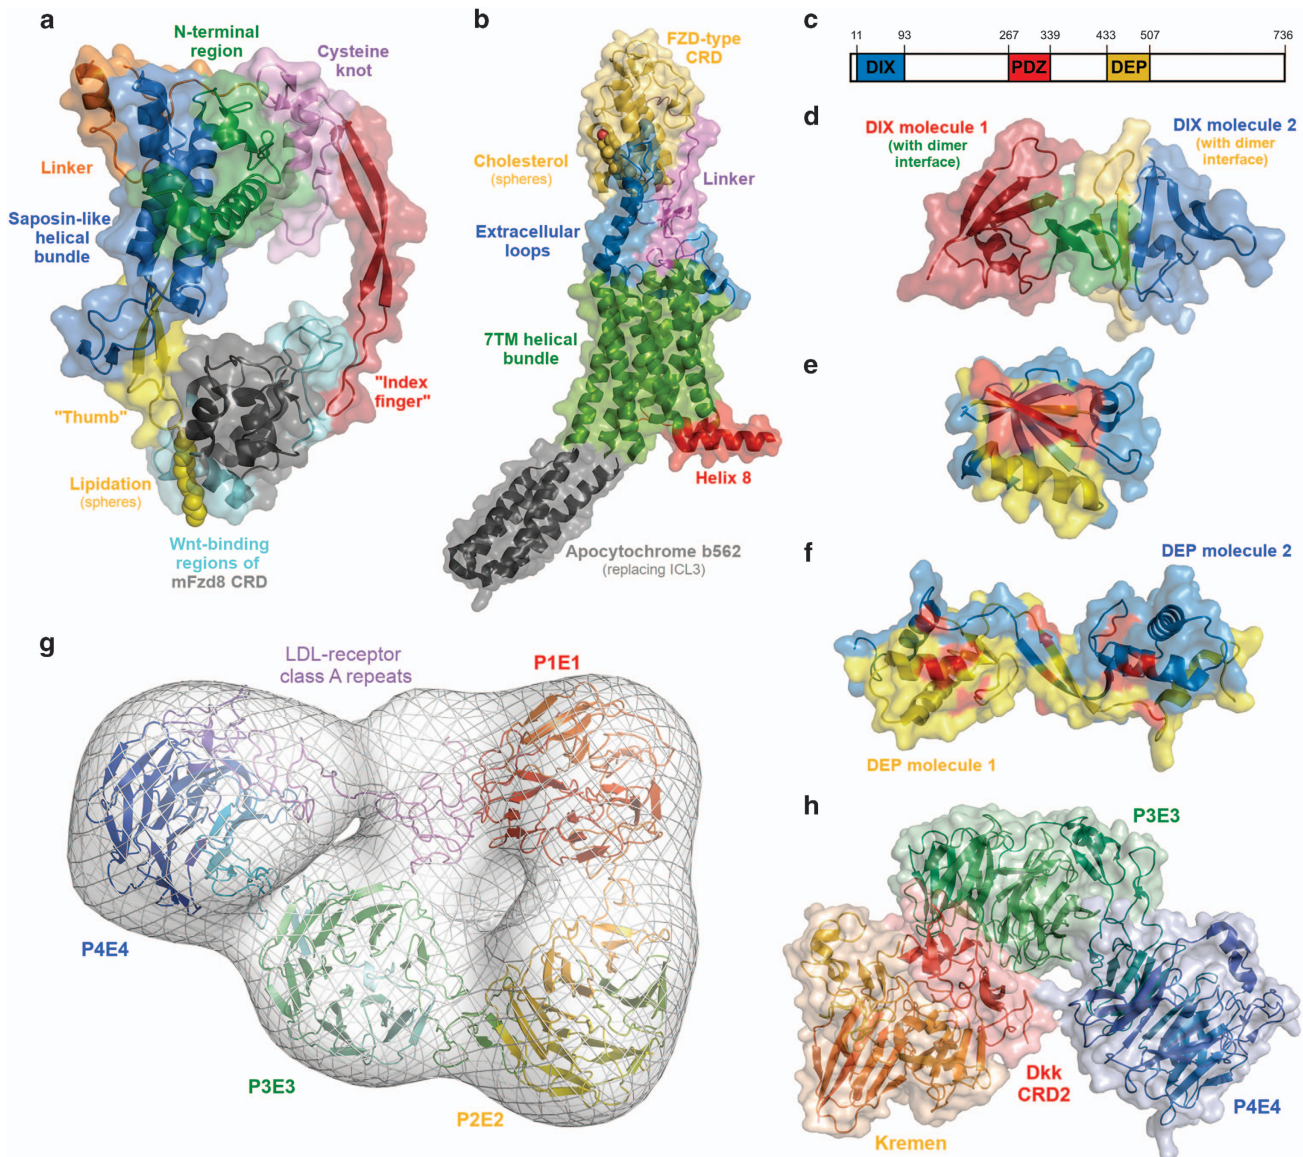 a
N-terminal
region
Cysteine
knot
Linker
Saposin-like
helical
bundle
"Thumb"
"Index
finger"
Lipidation
(spheres)
Wnt-binding
regions of
mFzd8 CRD
b
FZD-type
CRD
Cholesterol
(spheres)
Linker
Extracellular
loops
7TM helical
bundle
Helix 8
Apocytochrome b562
(replacing ICL3)
c
11 93 267 339 433 507 736
DIX PDZ DEP
d
DIX molecule 1
(with dimer
interface)
DIX molecule 2
(with dimer
interface)
e
f
DEP molecule 2
DEP molecule 1
g
LDL-receptor
class A repeats
P1E1
P4E4
P3E3
P2E2
h
P3E3
Dkk
CRD2
Kremen
P4E4